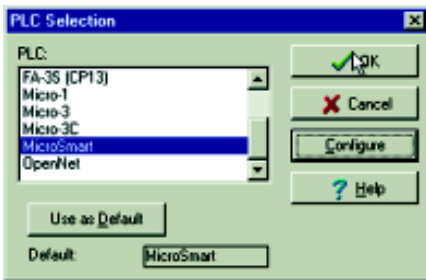 PLC Selection
PLC:
FA-3S (CP13)
Micro-1
Micro-3
Micro-3C
MicroSmart
OpenNet
OK
Cancel
Configure
Help
Use as Default
Default:
MicroSmart